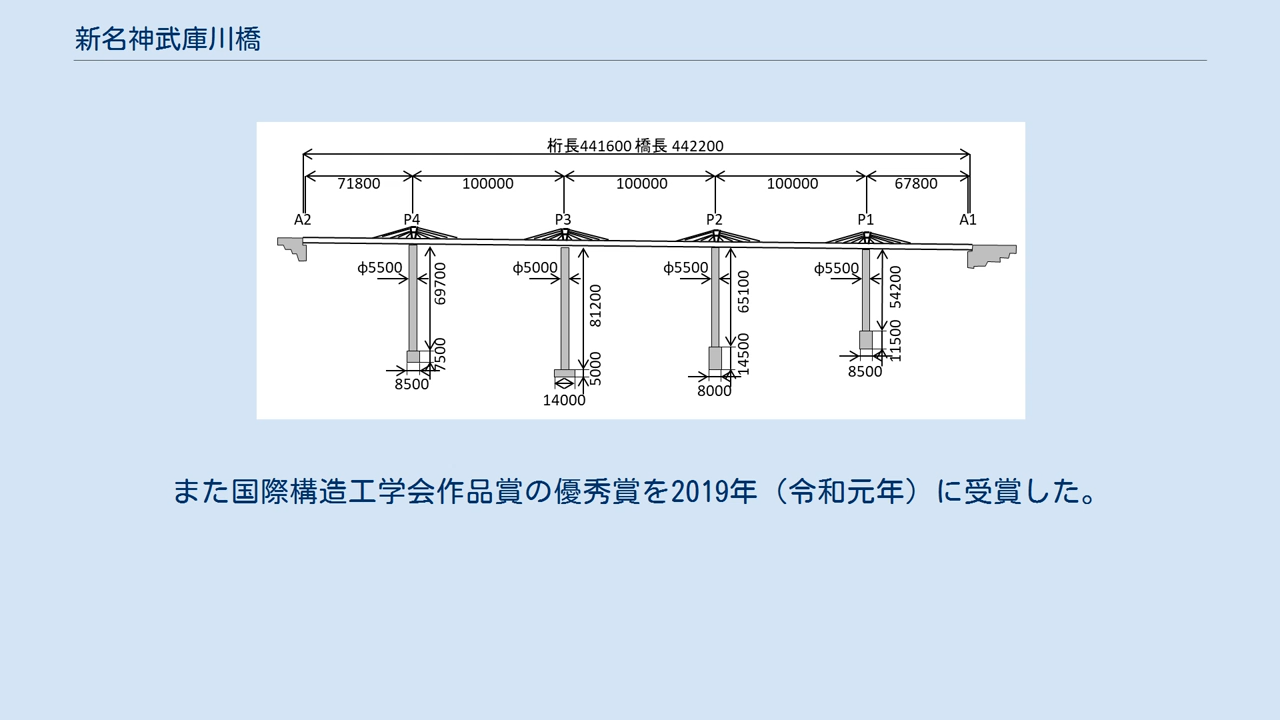 新名神武庫川橋
桁長441600 橋長 442200
71800 100000 100000 100000 67800
A2 P4 P3 P2 P1 A1
φ5500 φ5000 φ5500 φ5500
69700 81200 65100 54200
7500 5000 14500 11500
8500 14000 8000 8500
また国際構造工学会作品賞の優秀賞を2019年（令和元年）に受賞した。